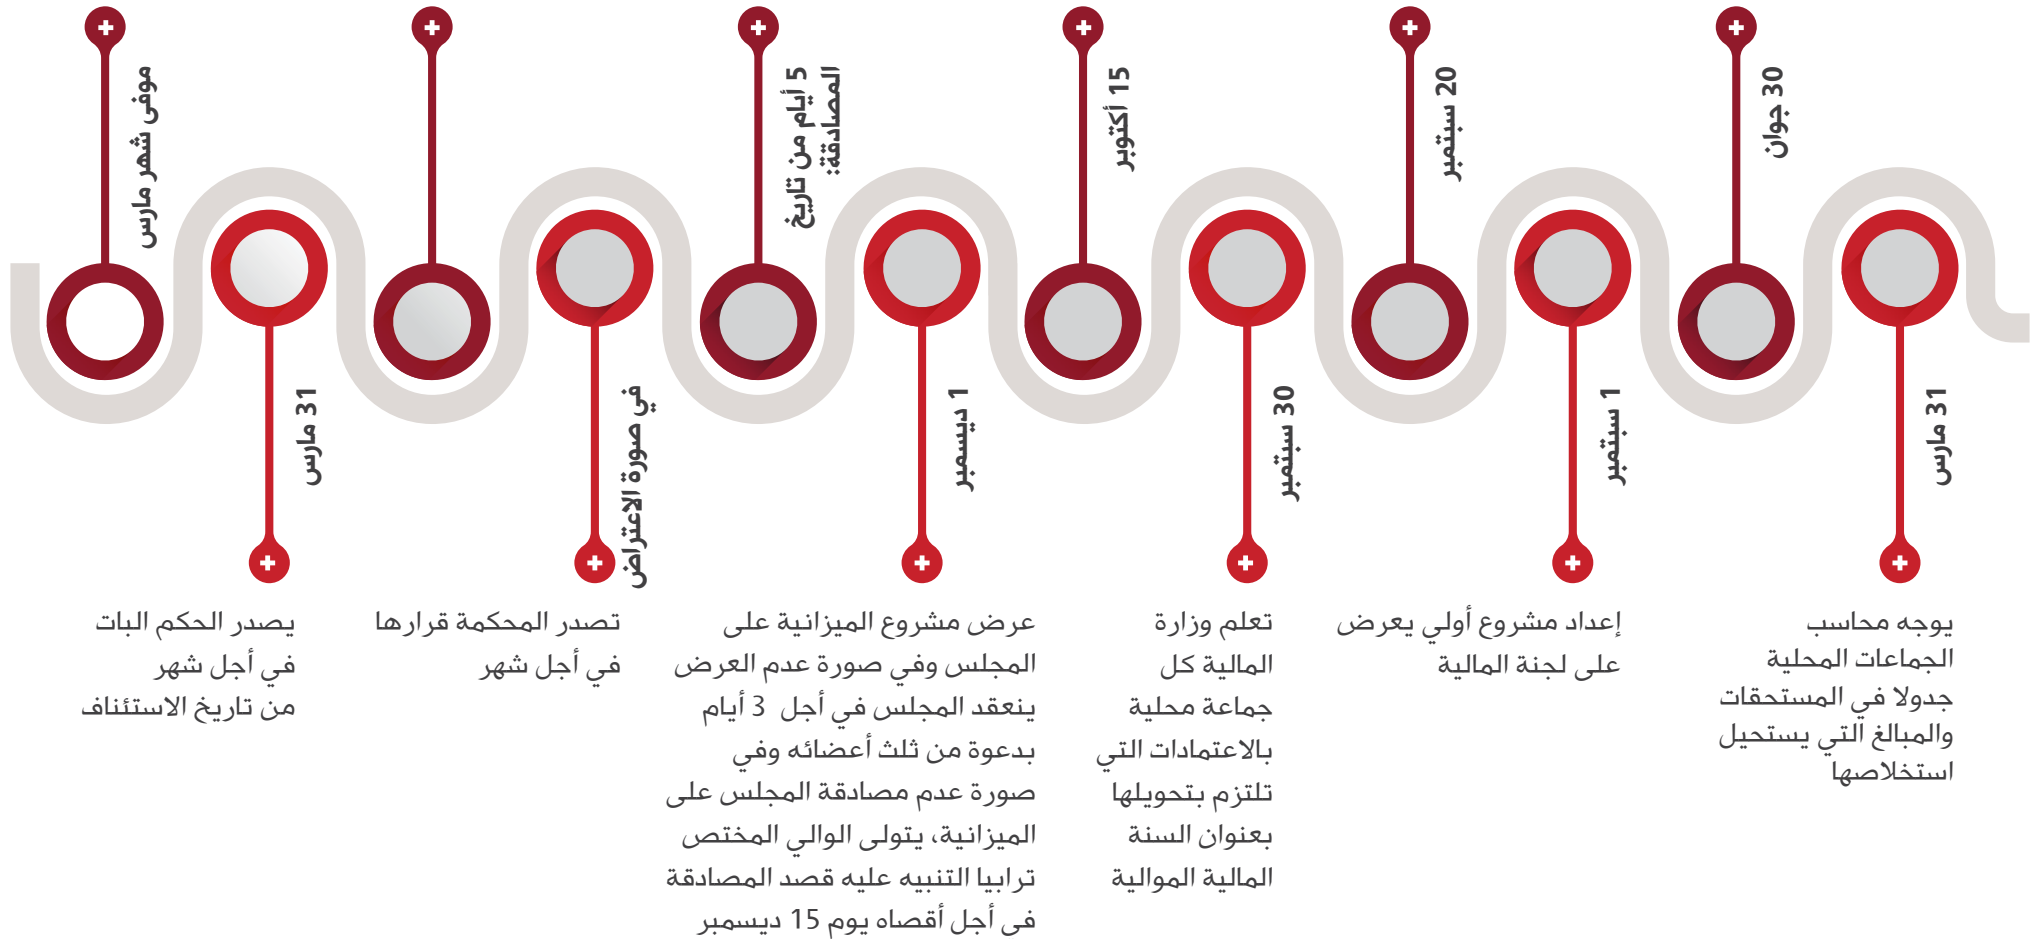 31 مارس
يوجه محاسب
الجماعات المحلية
جدولا في المستحقات
والمبالغ التي يستحيل
استخلاصها
30 جوان
1 سبتمبر
إعداد مشروع أولي يعرض
على لجنة المالية
20 سبتمبر
30 سبتمبر
تعلم وزارة
المالية كل
جماعة محلية
بالاعتمادات التي
تلتزم بتحويلها
بعنوان السنة
المالية الموالية
15 أكتوبر
1 ديسمبر
عرض مشروع الميزانية على
المجلس وفي صورة عدم العرض
ينعقد المجلس في أجل 3 أيام
بدعوة من ثلث أعضائه وفي
صورة عدم مصادقة المجلس على
الميزانية، يتولى الوالي المختص
ترابيا التنبيه عليه قصد المصادقة
في أجل أقصاه يوم 15 ديسمبر
5 أيام من تاريخ
المصادقة:
في صورة الاعتراض
تصدر المحكمة قرارها
في أجل شهر
31 مارس
يصدر الحكم البات
في أجل شهر
من تاريخ الاستئناف
موفى شهر مارس